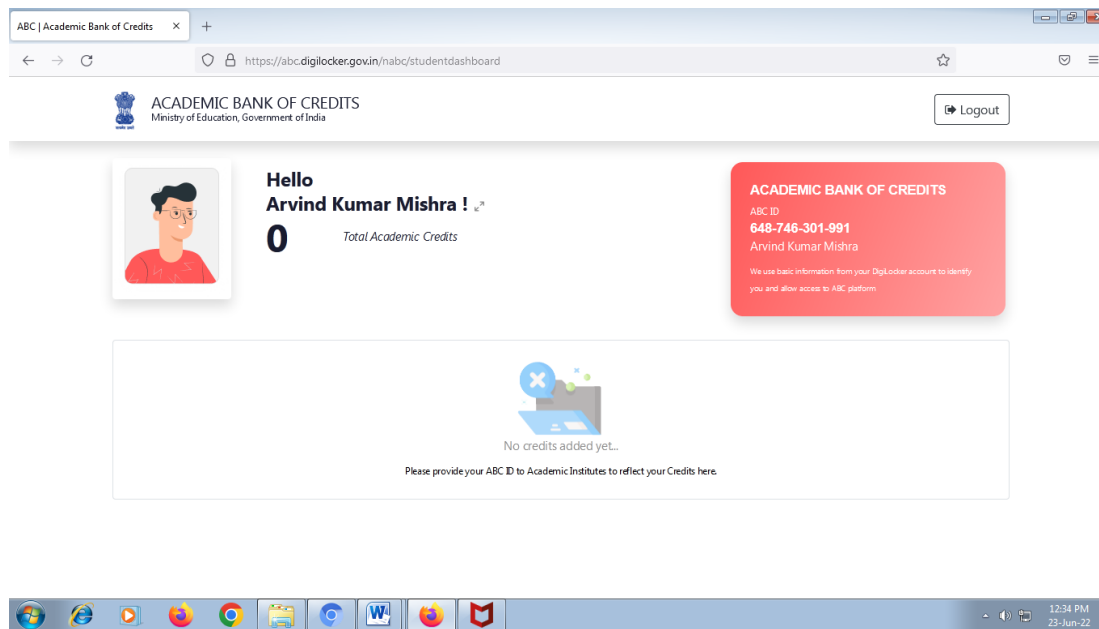 ABC | Academic Bank of Credits
https://abc.digilocker.gov.in/nabc/studentdashboard
ACADEMIC BANK OF CREDITS
Ministry of Education, Government of India
Logout
Hello
Arvind Kumar Mishra !
0 Total Academic Credits
ACADEMIC BANK OF CREDITS
ABC ID
648-746-301-991
Arvind Kumar Mishra
We use basic information from your DigiLocker account to identify
you and allow access to ABC platform
No credits added yet...
Please provide your ABC ID to Academic Institutes to reflect your Credits here.
W
12:34 PM
23-Jun-22